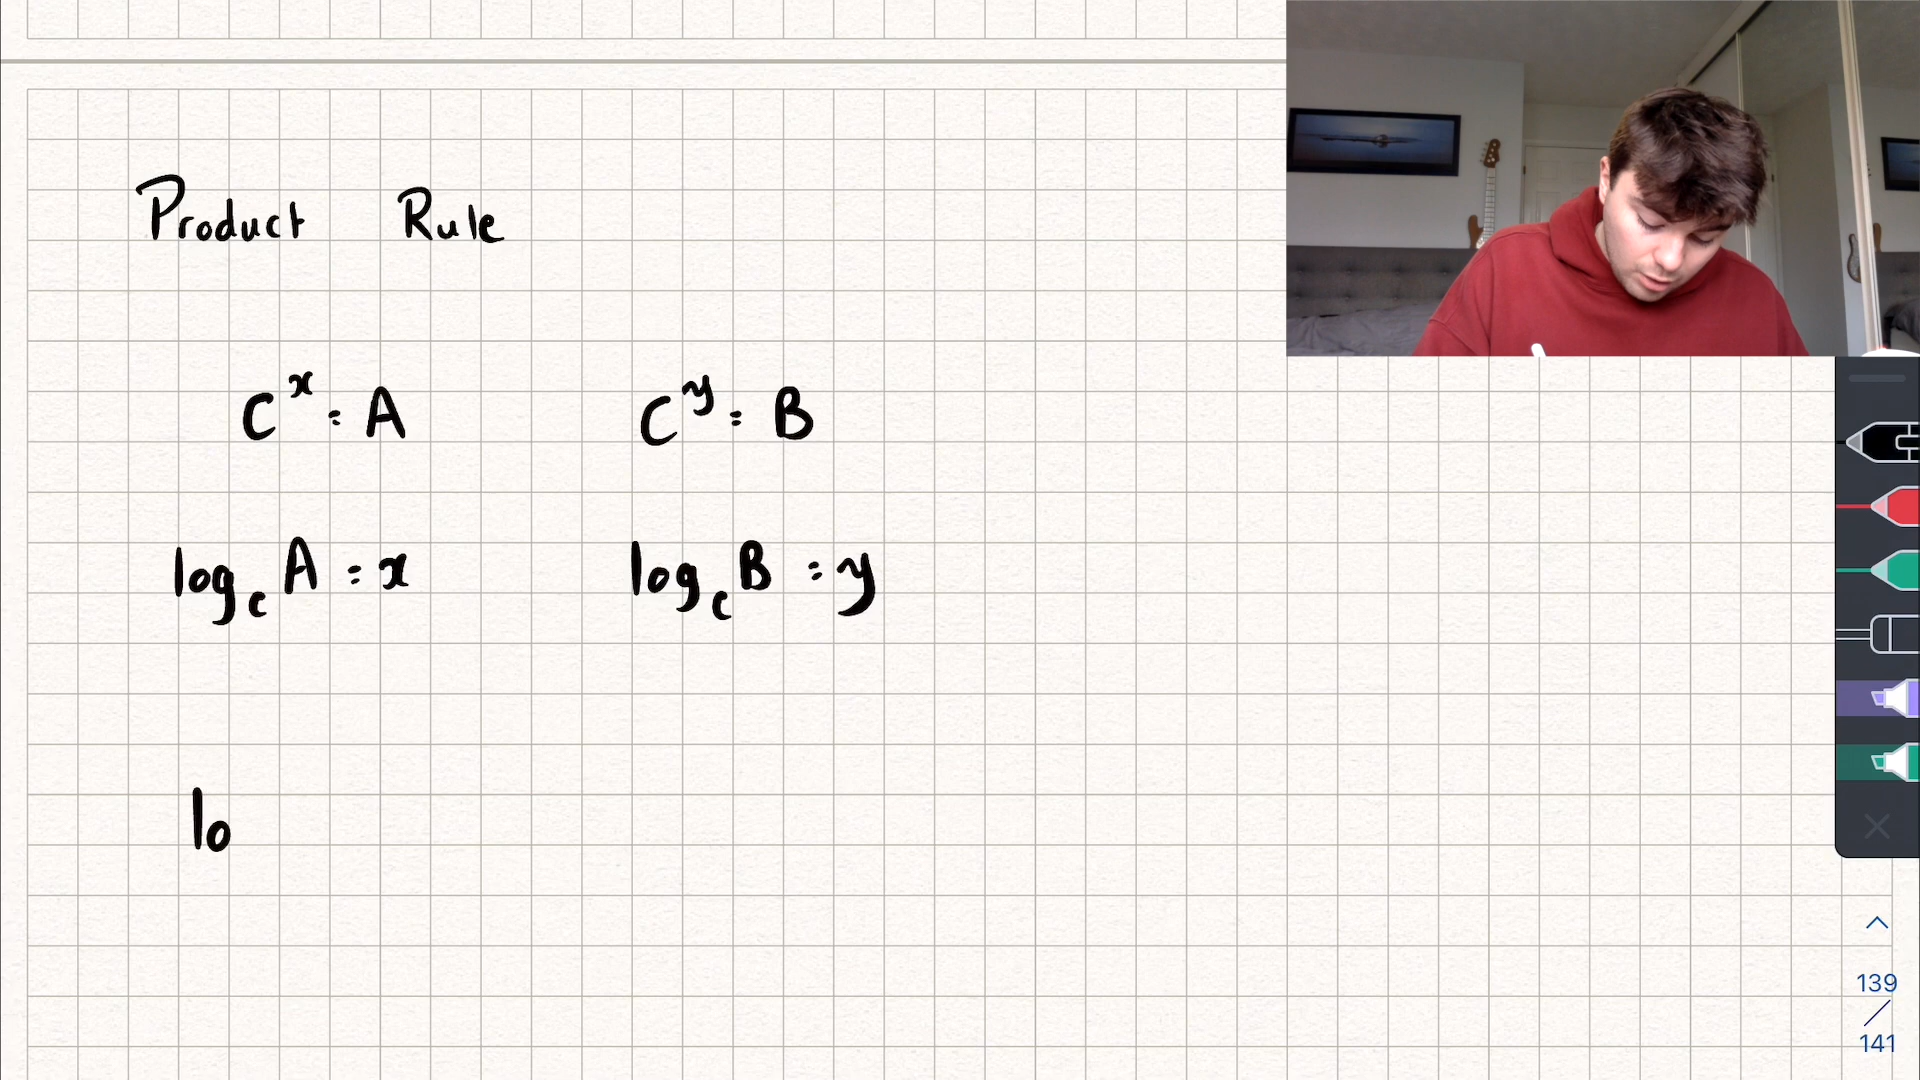 Product Rule
C^x = A C^y = B
log_c A = x log_c B = y
lo
139
/
141